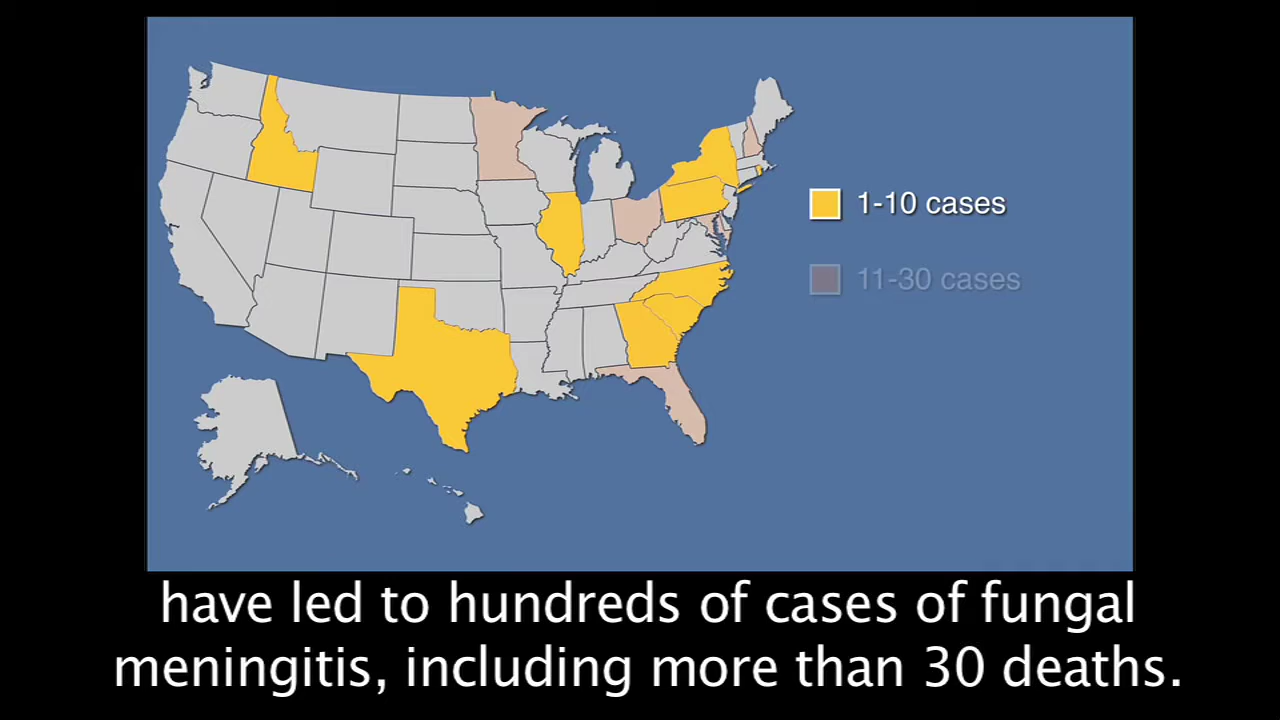 1-10 cases
11-30 cases
have led to hundreds of cases of fungal
meningitis, including more than 30 deaths.